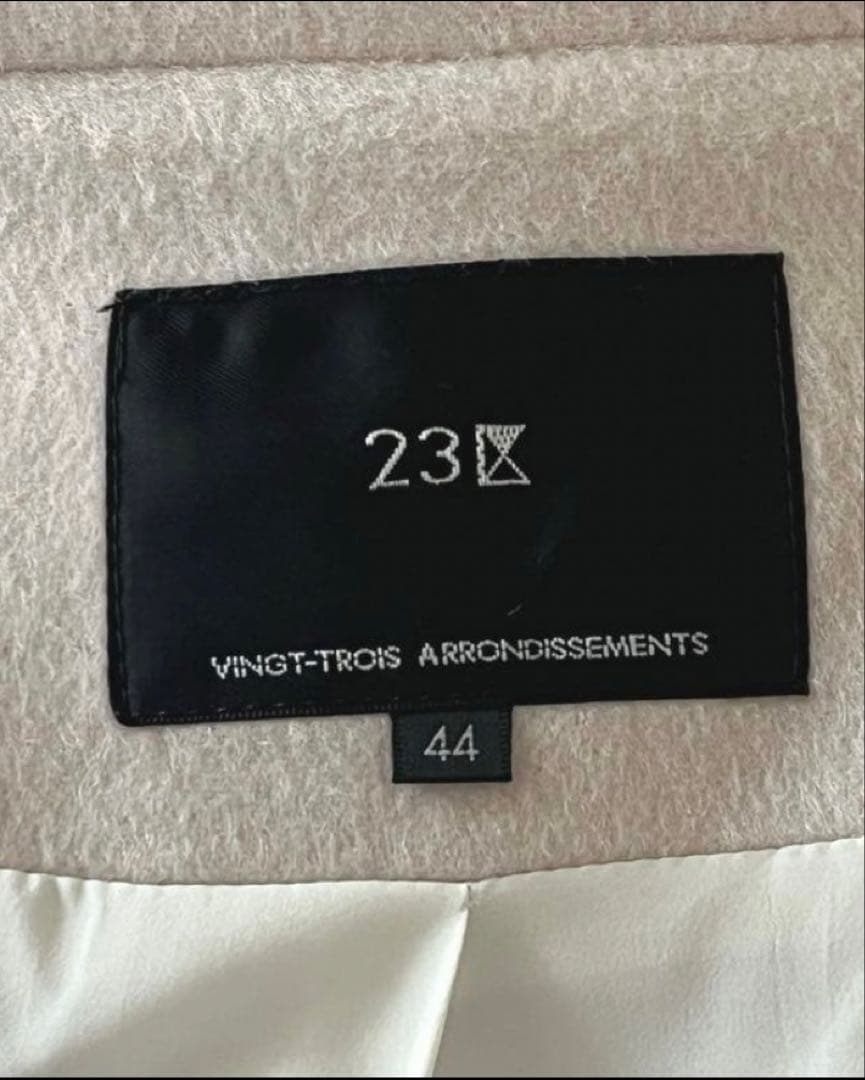 23区
VINGT-TROIS ARRONDISSEMENTS
44